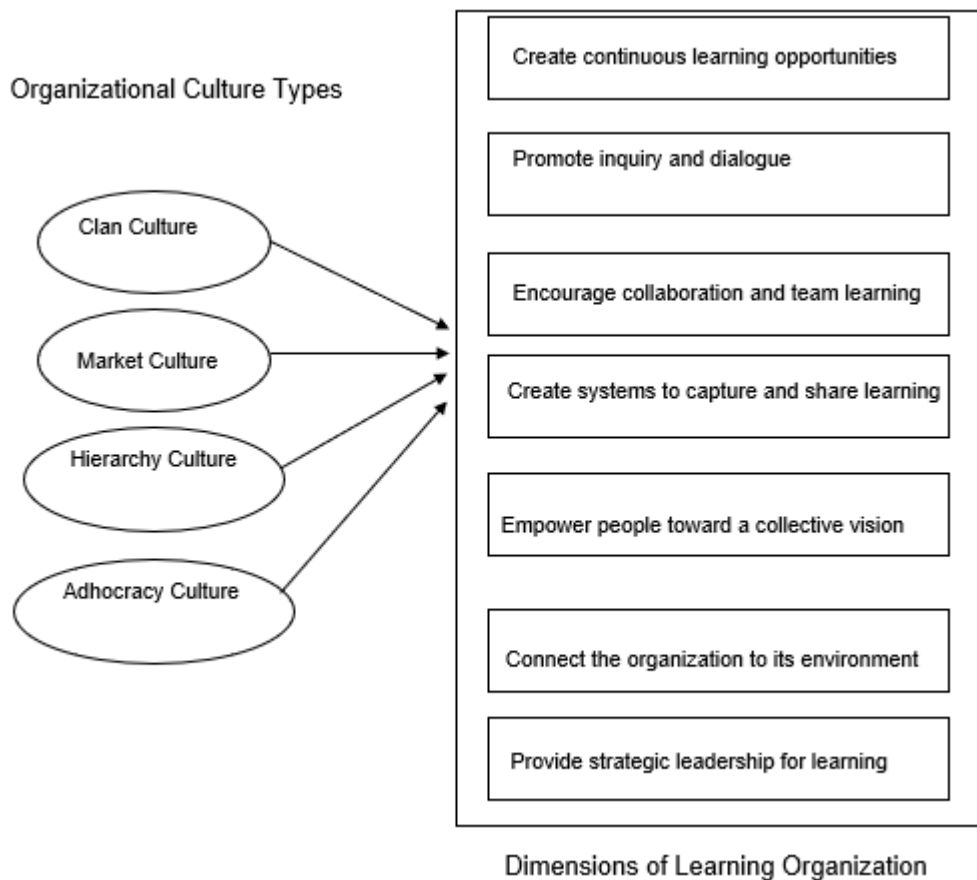 Organizational Culture Types
Clan Culture
Market Culture
Hierarchy Culture
Adhocracy Culture
Create continuous learning opportunities
Promote inquiry and dialogue
Encourage collaboration and team learning
Create systems to capture and share learning
Empower people toward a collective vision
Connect the organization to its environment
Provide strategic leadership for learning
Dimensions of Learning Organization